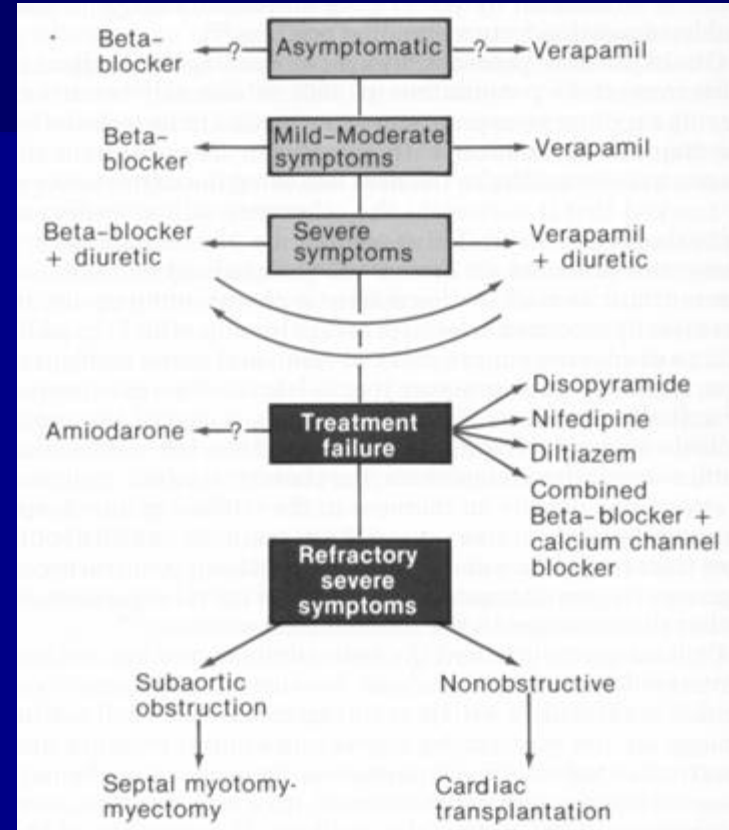 Beta-
blocker
?
Asymptomatic
?
Verapamil
Beta-
blocker
Mild-Moderate
symptoms
Verapamil
Beta-blocker
+ diuretic
Severe
symptoms
Verapamil
+ diuretic
Amiodarone
?
Treatment
failure
Disopyramide
Nifedipine
Diltiazem
Combined
Beta-blocker +
calcium channel
blocker
Refractory
severe
symptoms
Subaortic
obstruction
Nonobstructive
Septal myotomy-
myectomy
Cardiac
transplantation